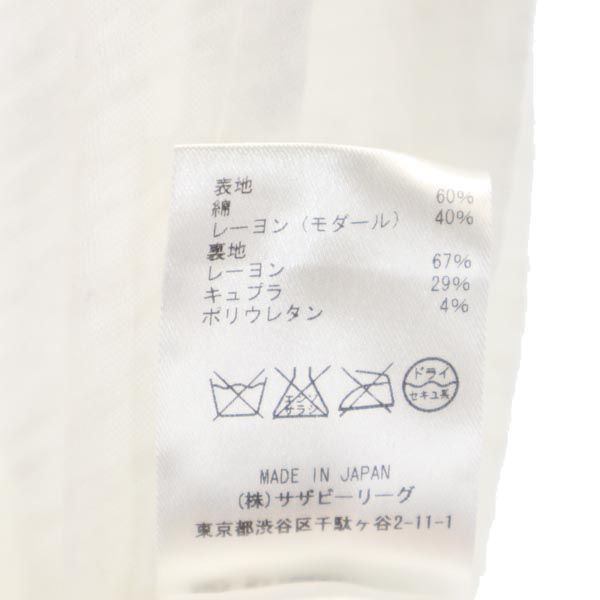 表地
綿 60%
レーヨン（モダール） 40%
裏地
レーヨン 67%
キュプラ 29%
ポリウレタン 4%
エンソ サラシ
ドライ
セキユ系
MADE IN JAPAN
(株)サザビーリーグ
東京都渋谷区千駄ヶ谷2-11-1